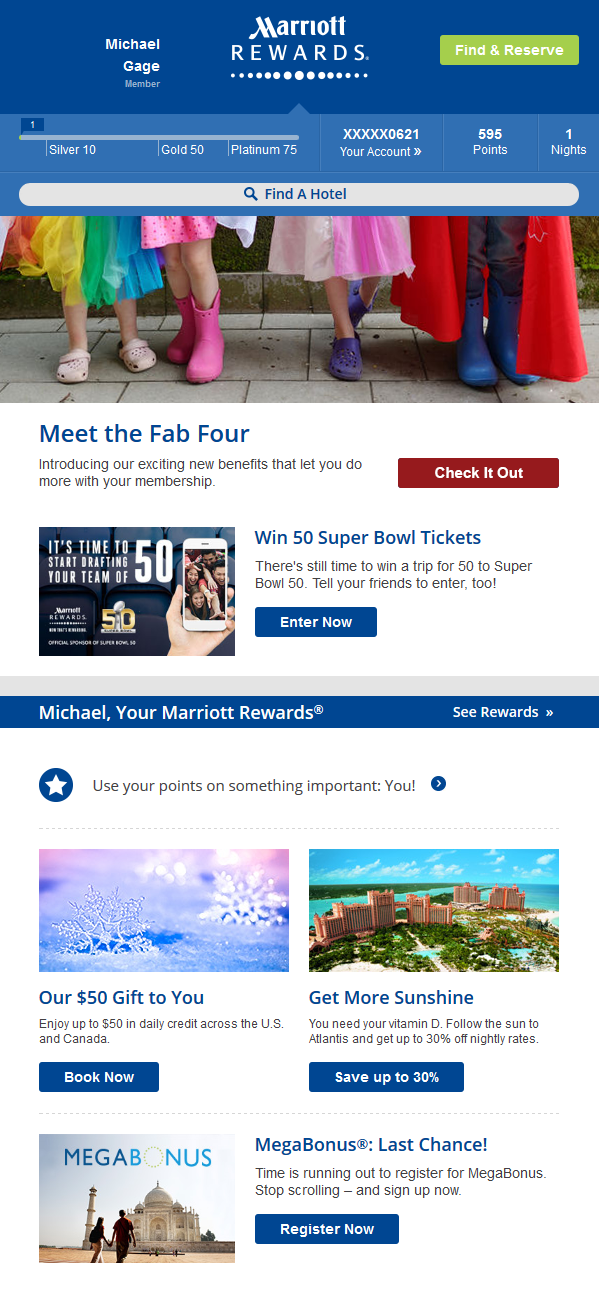 Michael
Gage
Member
Marriott
REWARDS®
Find & Reserve
1
Silver 10
Gold 50
Platinum 75
XXXXX0621
Your Account »
595
Points
1
Nights
Find A Hotel
Meet the Fab Four
Introducing our exciting new benefits that let you do
more with your membership.
Check It Out
IT'S TIME TO
START DRAFTING
YOUR TEAM OF
50
Marriott
REWARDS.
NOW THAT'S REWARDING.
50
OFFICIAL SPONSOR OF SUPER BOWL 50
Win 50 Super Bowl Tickets
There's still time to win a trip for 50 to Super
Bowl 50. Tell your friends to enter, too!
Enter Now
Michael, Your Marriott Rewards®
See Rewards »
Use your points on something important: You!
Our $50 Gift to You
Enjoy up to $50 in daily credit across the U.S.
and Canada.
Book Now
Get More Sunshine
You need your vitamin D. Follow the sun to
Atlantis and get up to 30% off nightly rates.
Save up to 30%
MEGABONUS
MegaBonus®: Last Chance!
Time is running out to register for MegaBonus.
Stop scrolling – and sign up now.
Register Now